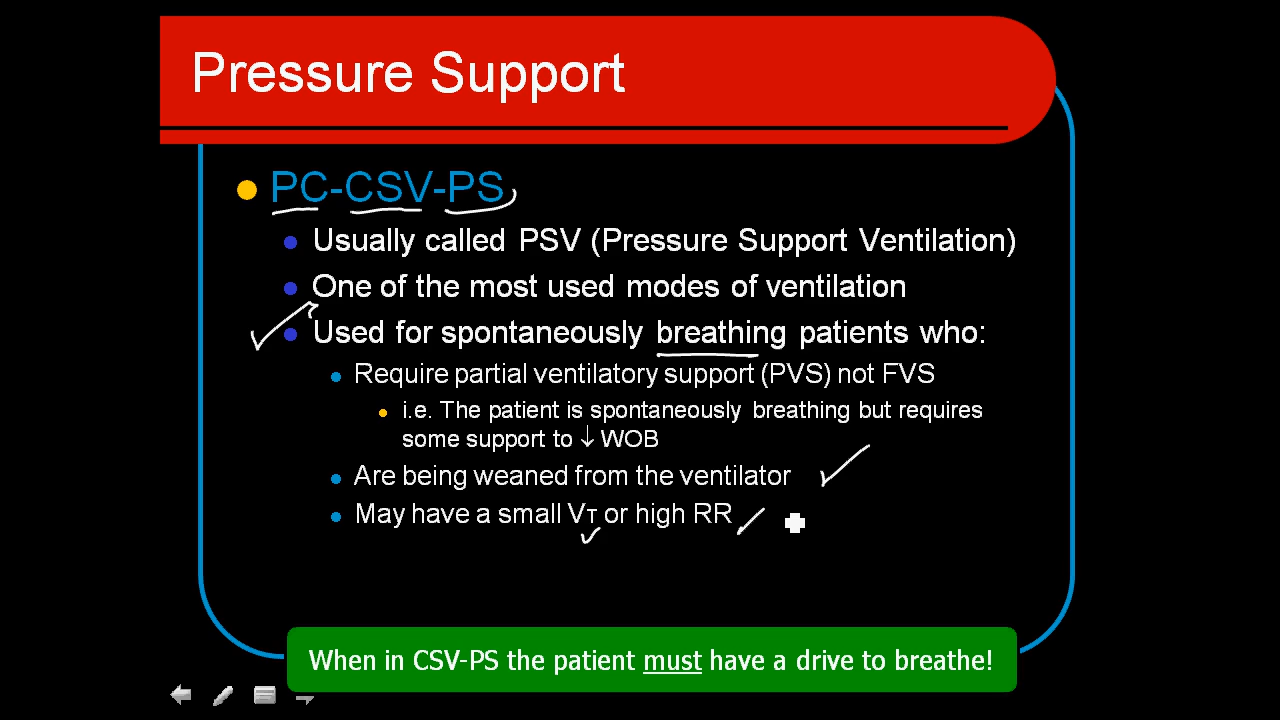 Pressure Support
PC-CSV-PS
Usually called PSV (Pressure Support Ventilation)
One of the most used modes of ventilation
Used for spontaneously breathing patients who:
Require partial ventilatory support (PVS) not FVS
i.e. The patient is spontaneously breathing but requires
some support to ↓ WOB
Are being weaned from the ventilator
May have a small VT or high RR
When in CSV-PS the patient must have a drive to breathe!